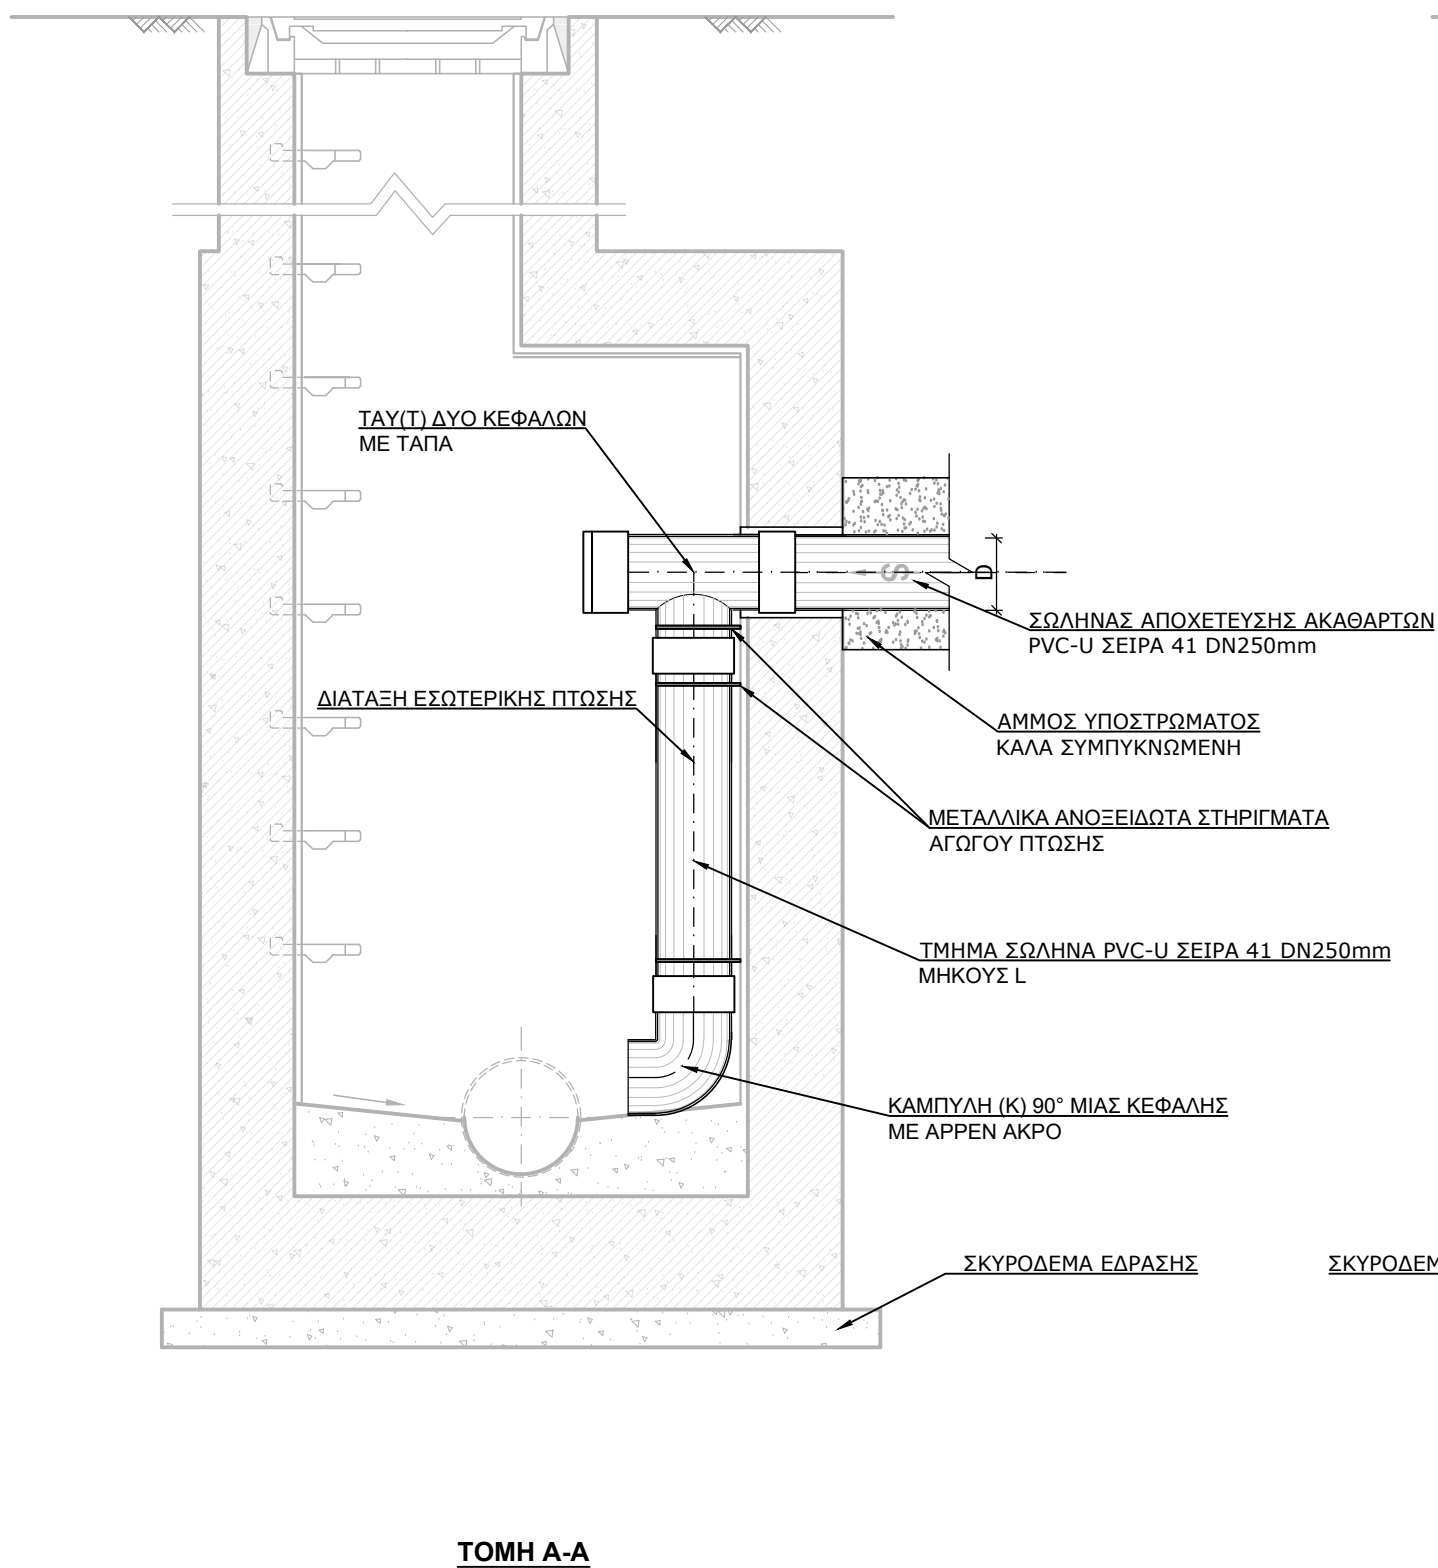 ΤΑΥ(Τ) ΔΥΟ ΚΕΦΑΛΩΝ
ΜΕ ΤΑΠΑ
S
D
ΣΩΛΗΝΑΣ ΑΠΟΧΕΤΕΥΣΗΣ ΑΚΑΘΑΡΤΩΝ
PVC-U ΣΕΙΡΑ 41 DN250mm
ΔΙΑΤΑΞΗ ΕΣΩΤΕΡΙΚΗΣ ΠΤΩΣΗΣ
ΑΜΜΟΣ ΥΠΟΣΤΡΩΜΑΤΟΣ
ΚΑΛΑ ΣΥΜΠΥΚΝΩΜΕΝΗ
ΜΕΤΑΛΛΙΚΑ ΑΝΟΞΕΙΔΩΤΑ ΣΤΗΡΙΓΜΑΤΑ
ΑΓΩΓΟΥ ΠΤΩΣΗΣ
ΤΜΗΜΑ ΣΩΛΗΝΑ PVC-U ΣΕΙΡΑ 41 DN250mm
ΜΗΚΟΥΣ L
ΚΑΜΠΥΛΗ (Κ) 90° ΜΙΑΣ ΚΕΦΑΛΗΣ
ΜΕ ΑΡΡΕΝ ΑΚΡΟ
ΣΚΥΡΟΔΕΜΑ ΕΔΡΑΣΗΣ
ΤΟΜΗ Α-Α